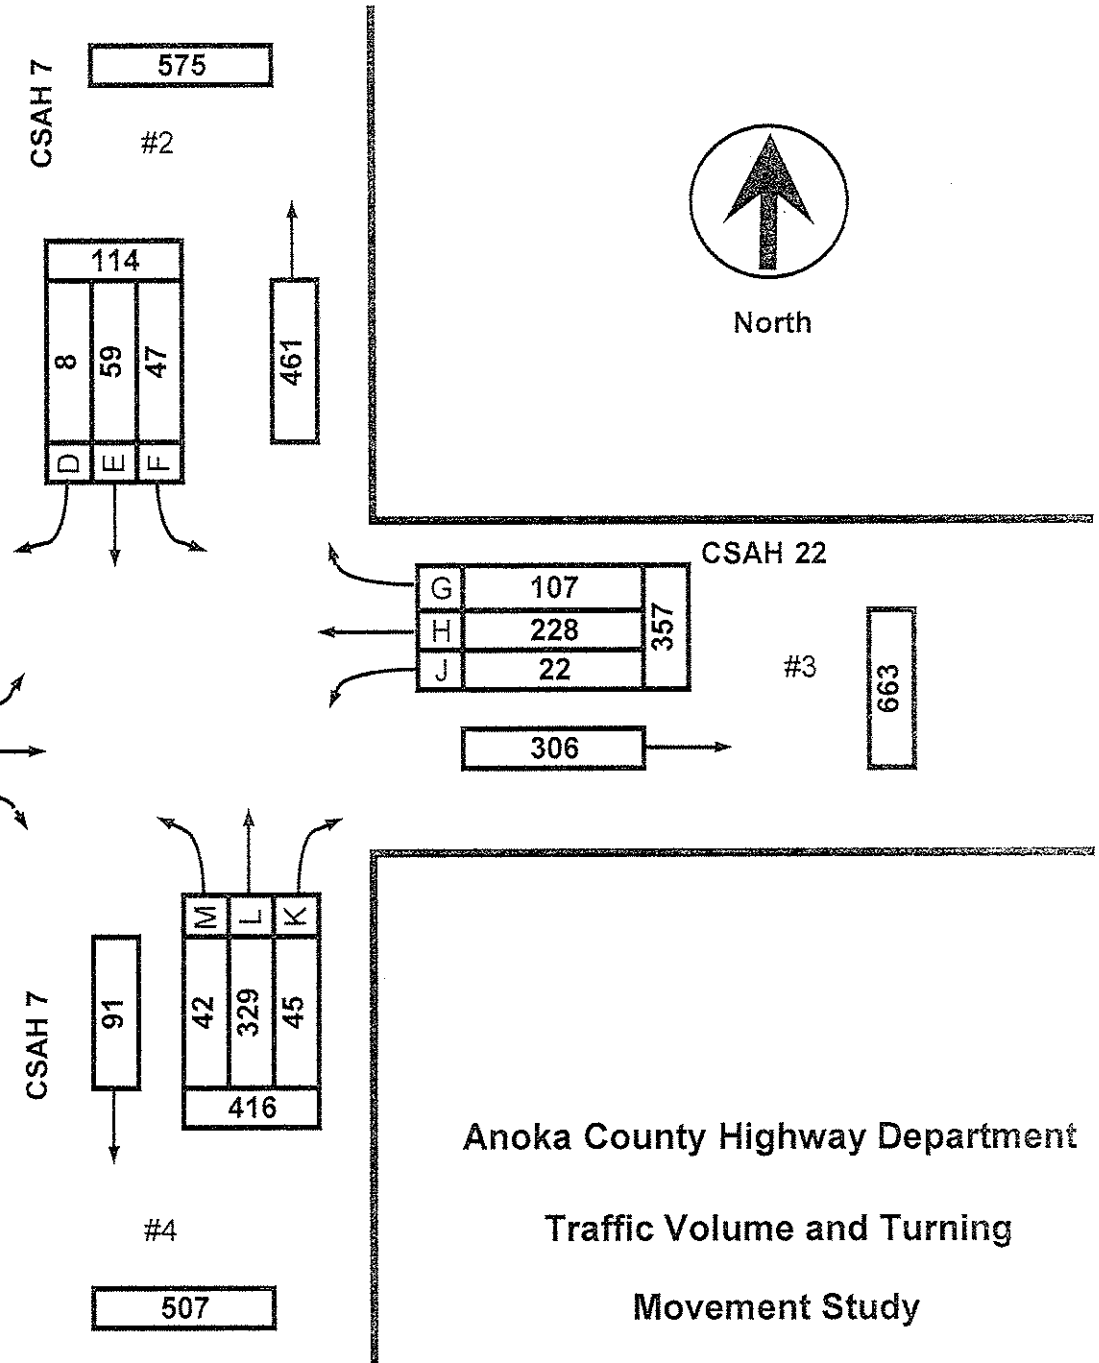 CSAH 7
575
#2
114
8
59
47
D
E
F
461
North
CSAH 22
G
107
H
228
J
22
357
#3
663
306
M
L
K
42
329
45
416
CSAH 7
91
#4
507
Anoka County Highway Department
Traffic Volume and Turning
Movement Study